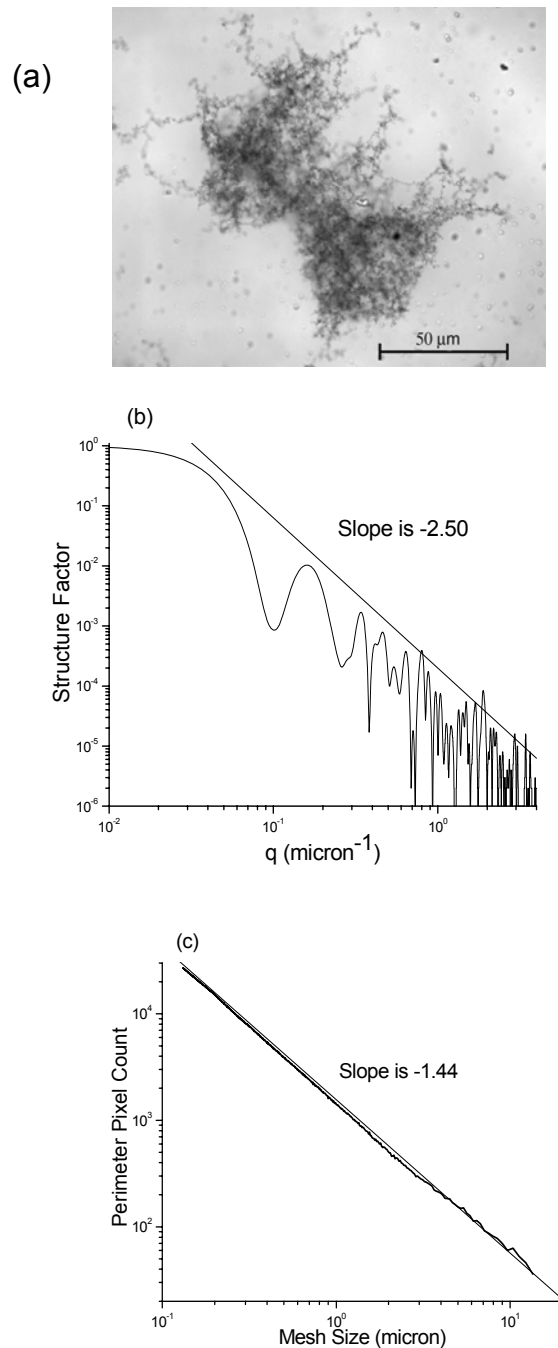 (a)
50 μm
(b)
10^0
10^-1
10^-2
10^-3
10^-4
10^-5
10^-6
Structure Factor
Slope is -2.50
10^-2
10^-1
10^0
q (micron^-1)
(c)
10^4
10^3
10^2
Perimeter Pixel Count
Slope is -1.44
10^-1
10^0
10^1
Mesh Size (micron)